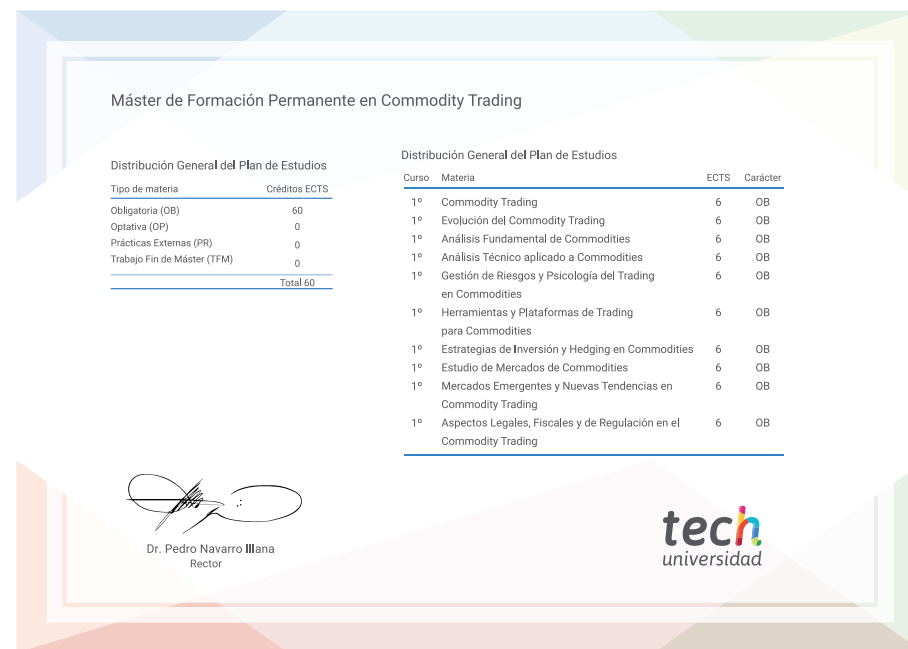 Máster de Formación Permanente en Commodity Trading
Distribución General del Plan de Estudios
Tipo de materia Créditos ECTS
Obligatoria (OB) 60
Optativa (OP) 0
Prácticas Externas (PR) 0
Trabajo Fin de Máster (TFM) 0
Total 60
Distribución General del Plan de Estudios
Curso Materia ECTS Carácter
1º Commodity Trading 6 OB
1º Evolución del Commodity Trading 6 OB
1º Análisis Fundamental de Commodities 6 OB
1º Análisis Técnico aplicado a Commodities 6 OB
1º Gestión de Riesgos y Psicología del Trading 6 OB
en Commodities
1º Herramientas y Plataformas de Trading 6 OB
para Commodities
1º Estrategias de Inversión y Hedging en Commodities 6 OB
1º Estudio de Mercados de Commodities 6 OB
1º Mercados Emergentes y Nuevas Tendencias en 6 OB
Commodity Trading
1º Aspectos Legales, Fiscales y de Regulación en el 6 OB
Commodity Trading
Dr. Pedro Navarro Illana
Rector
tech
universidad